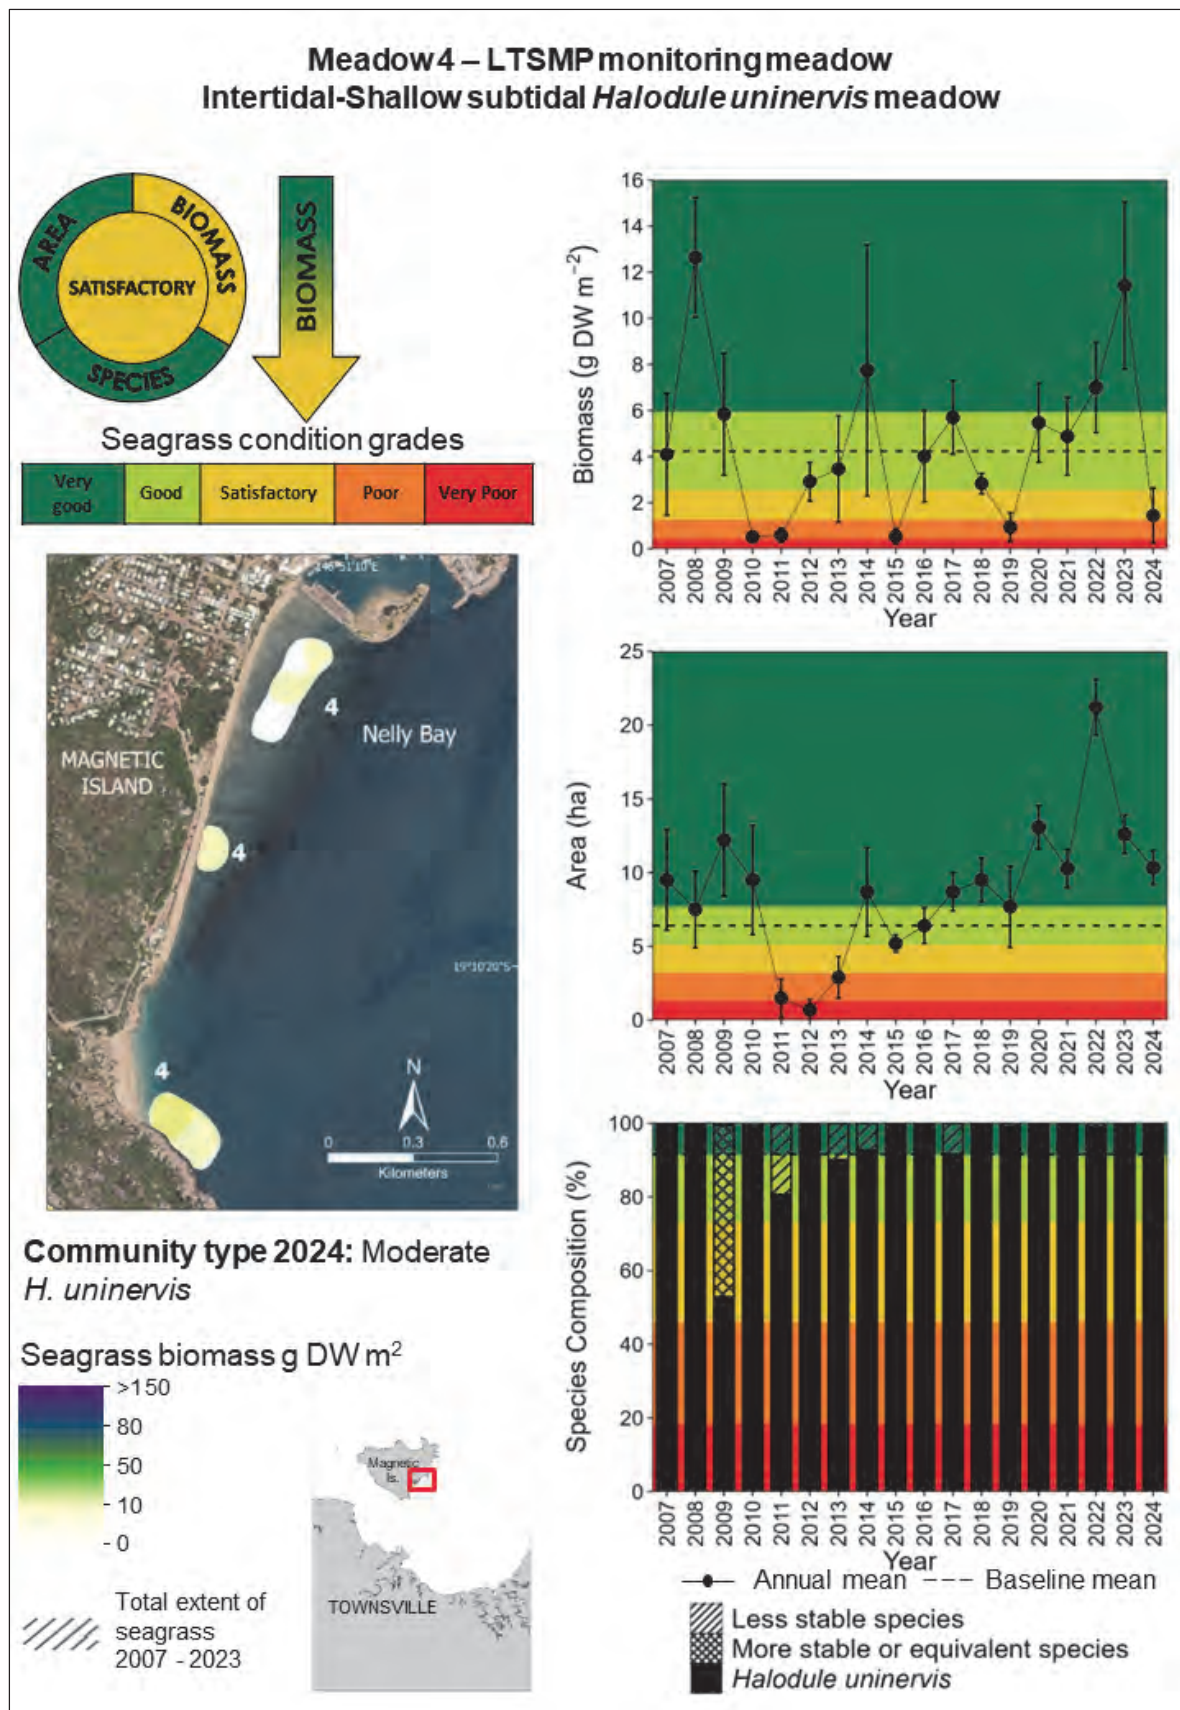 Meadow 4 – LTSMP monitoring meadow
Intertidal-Shallow subtidal Halodule uninervis meadow
AREA
BIOMASS
SATISFACTORY
SPECIES
BIOMASS
Seagrass condition grades
Very good
Good
Satisfactory
Poor
Very Poor
146°51'10"E
4
Nelly Bay
MAGNETIC
ISLAND
4
19°10'20"S
4
N
0 0.3 0.6
Kilometers
Community type 2024: Moderate
H. uninervis
Seagrass biomass g DW m²
>150
80
50
10
0
Total extent of
seagrass
2007 - 2023
Magnetic
Is.
TOWNSVILLE
Biomass (g DW m⁻²)
16
14
12
10
8
6
4
2
0
2007 2008 2009 2010 2011 2012 2013 2014 2015 2016 2017 2018 2019 2020 2021 2022 2023 2024
Year
Area (ha)
25
20
15
10
5
0
2007 2008 2009 2010 2011 2012 2013 2014 2015 2016 2017 2018 2019 2020 2021 2022 2023 2024
Year
Species Composition (%)
100
80
60
40
20
0
2007 2008 2009 2010 2011 2012 2013 2014 2015 2016 2017 2018 2019 2020 2021 2022 2023 2024
Year
Annual mean
Baseline mean
Less stable species
More stable or equivalent species
Halodule uninervis